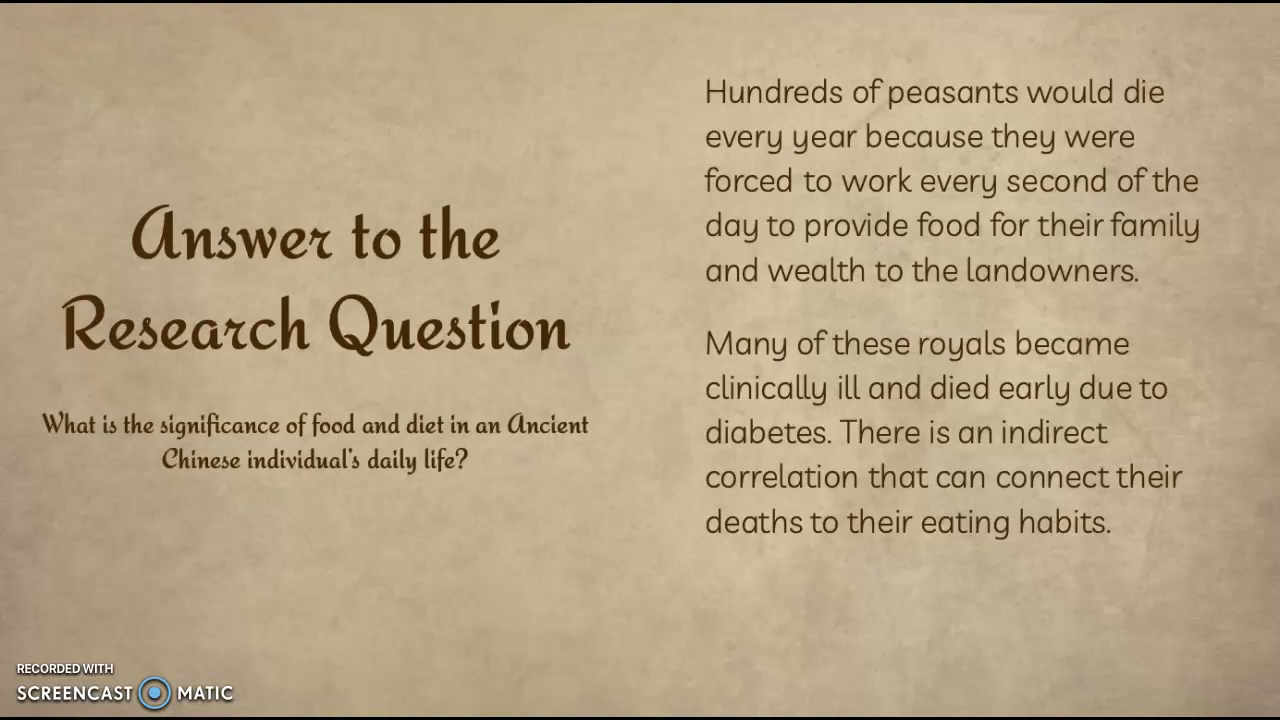 Answer to the
Research Question
What is the significance of food and diet in an Ancient
Chinese individual's daily life?
Hundreds of peasants would die
every year because they were
forced to work every second of the
day to provide food for their family
and wealth to the landowners.
Many of these royals became
clinically ill and died early due to
diabetes. There is an indirect
correlation that can connect their
deaths to their eating habits.
RECORDED WITH
SCREENCAST MATIC